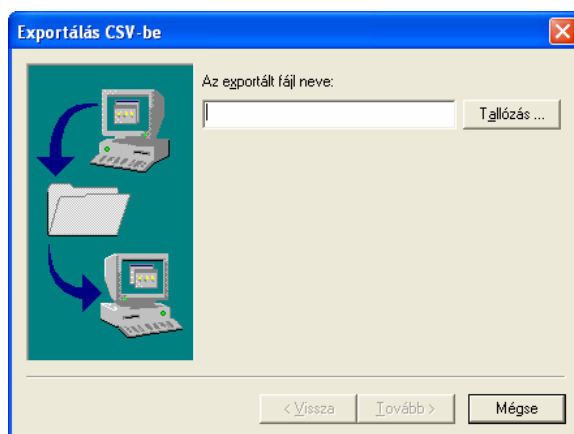 Exportálás CSV-be
Az exportált fájl neve:
Tallózás ...
< Vissza
Tovább >
Mégse